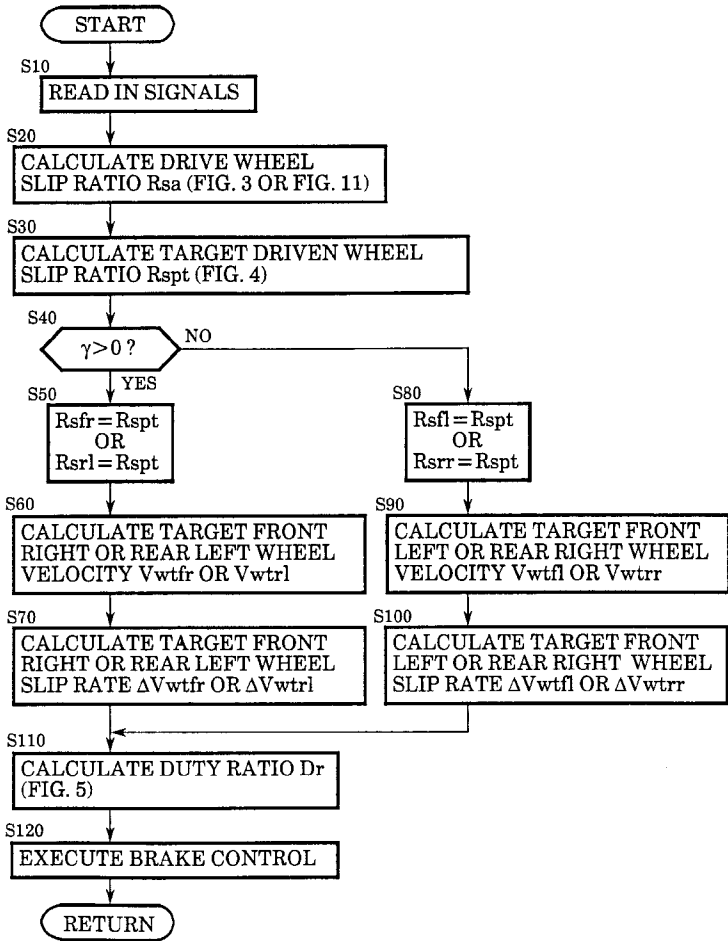 START
S10
READ IN SIGNALS
S20
CALCULATE DRIVE WHEEL
SLIP RATIO Rsa (FIG. 3 OR FIG. 11)
S30
CALCULATE TARGET DRIVEN WHEEL
SLIP RATIO Rspt (FIG. 4)
S40
γ>0 ?
NO
YES
S50
Rsfr=Rspt
OR
Rsrl=Rspt
S60
CALCULATE TARGET FRONT
RIGHT OR REAR LEFT WHEEL
VELOCITY Vwtfr OR Vwtrl
S70
CALCULATE TARGET FRONT
RIGHT OR REAR LEFT WHEEL
SLIP RATE ΔVwtfr OR ΔVwtrl
S80
Rsfl=Rspt
OR
Rsrr=Rspt
S90
CALCULATE TARGET FRONT
LEFT OR REAR RIGHT WHEEL
VELOCITY Vwtfl OR Vwtrr
S100
CALCULATE TARGET FRONT
LEFT OR REAR RIGHT WHEEL
SLIP RATE ΔVwtfl OR ΔVwtrr
S110
CALCULATE DUTY RATIO Dr
(FIG. 5)
S120
EXECUTE BRAKE CONTROL
RETURN